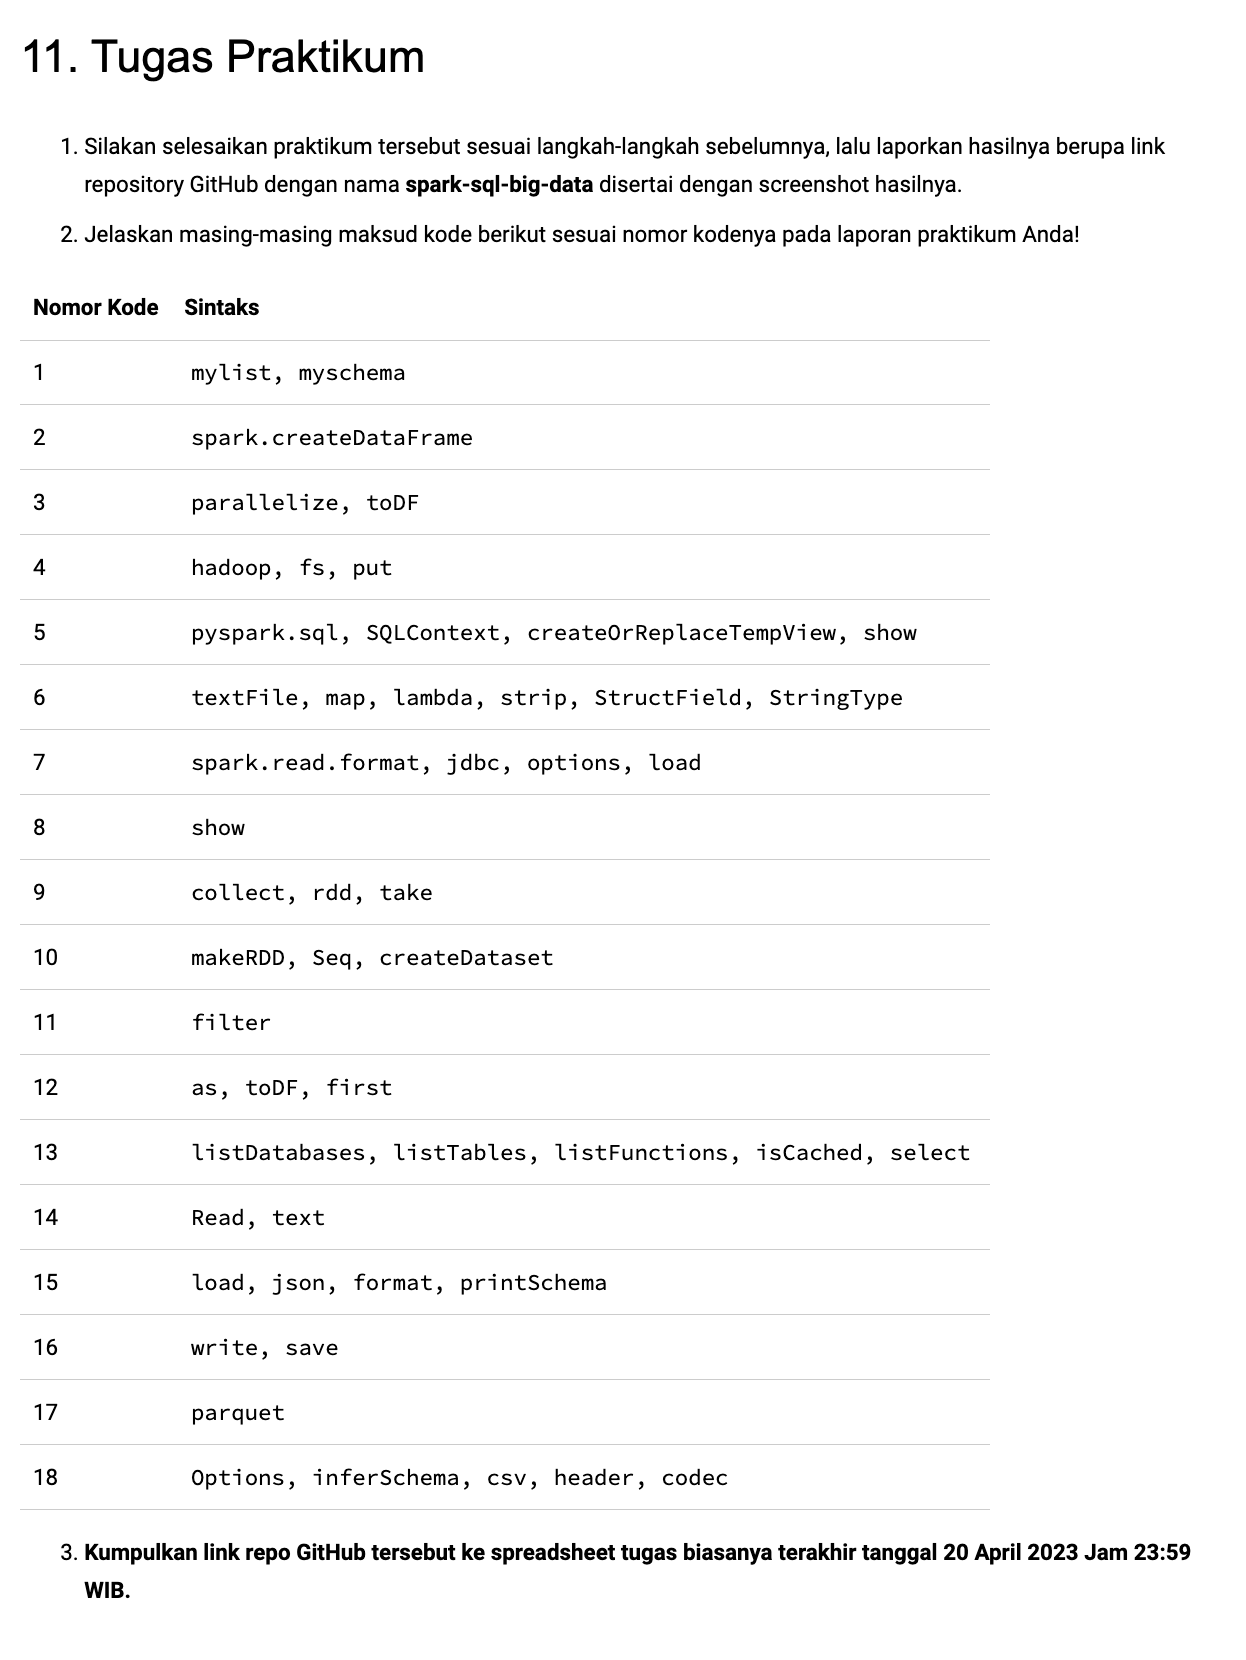 11. Tugas Praktikum
1. Silakan selesaikan praktikum tersebut sesuai langkah-langkah sebelumnya, lalu laporkan hasilnya berupa link
repository GitHub dengan nama spark-sql-big-data disertai dengan screenshot hasilnya.
2. Jelaskan masing-masing maksud kode berikut sesuai nomor kodenya pada laporan praktikum Anda!
Nomor Kode Sintaks
1 mylist, myschema
2 spark.createDataFrame
3 parallelize, toDF
4 hadoop, fs, put
5 pyspark.sql, SQLContext, createOrReplaceTempView, show
6 textFile, map, lambda, strip, StructField, StringType
7 spark.read.format, jdbc, options, load
8 show
9 collect, rdd, take
10 makeRDD, Seq, createDataset
11 filter
12 as, toDF, first
13 listDatabases, listTables, listFunctions, isCached, select
14 Read, text
15 load, json, format, printSchema
16 write, save
17 parquet
18 Options, inferSchema, csv, header, codec
3. Kumpulkan link repo GitHub tersebut ke spreadsheet tugas biasanya terakhir tanggal 20 April 2023 Jam 23:59
WIB.